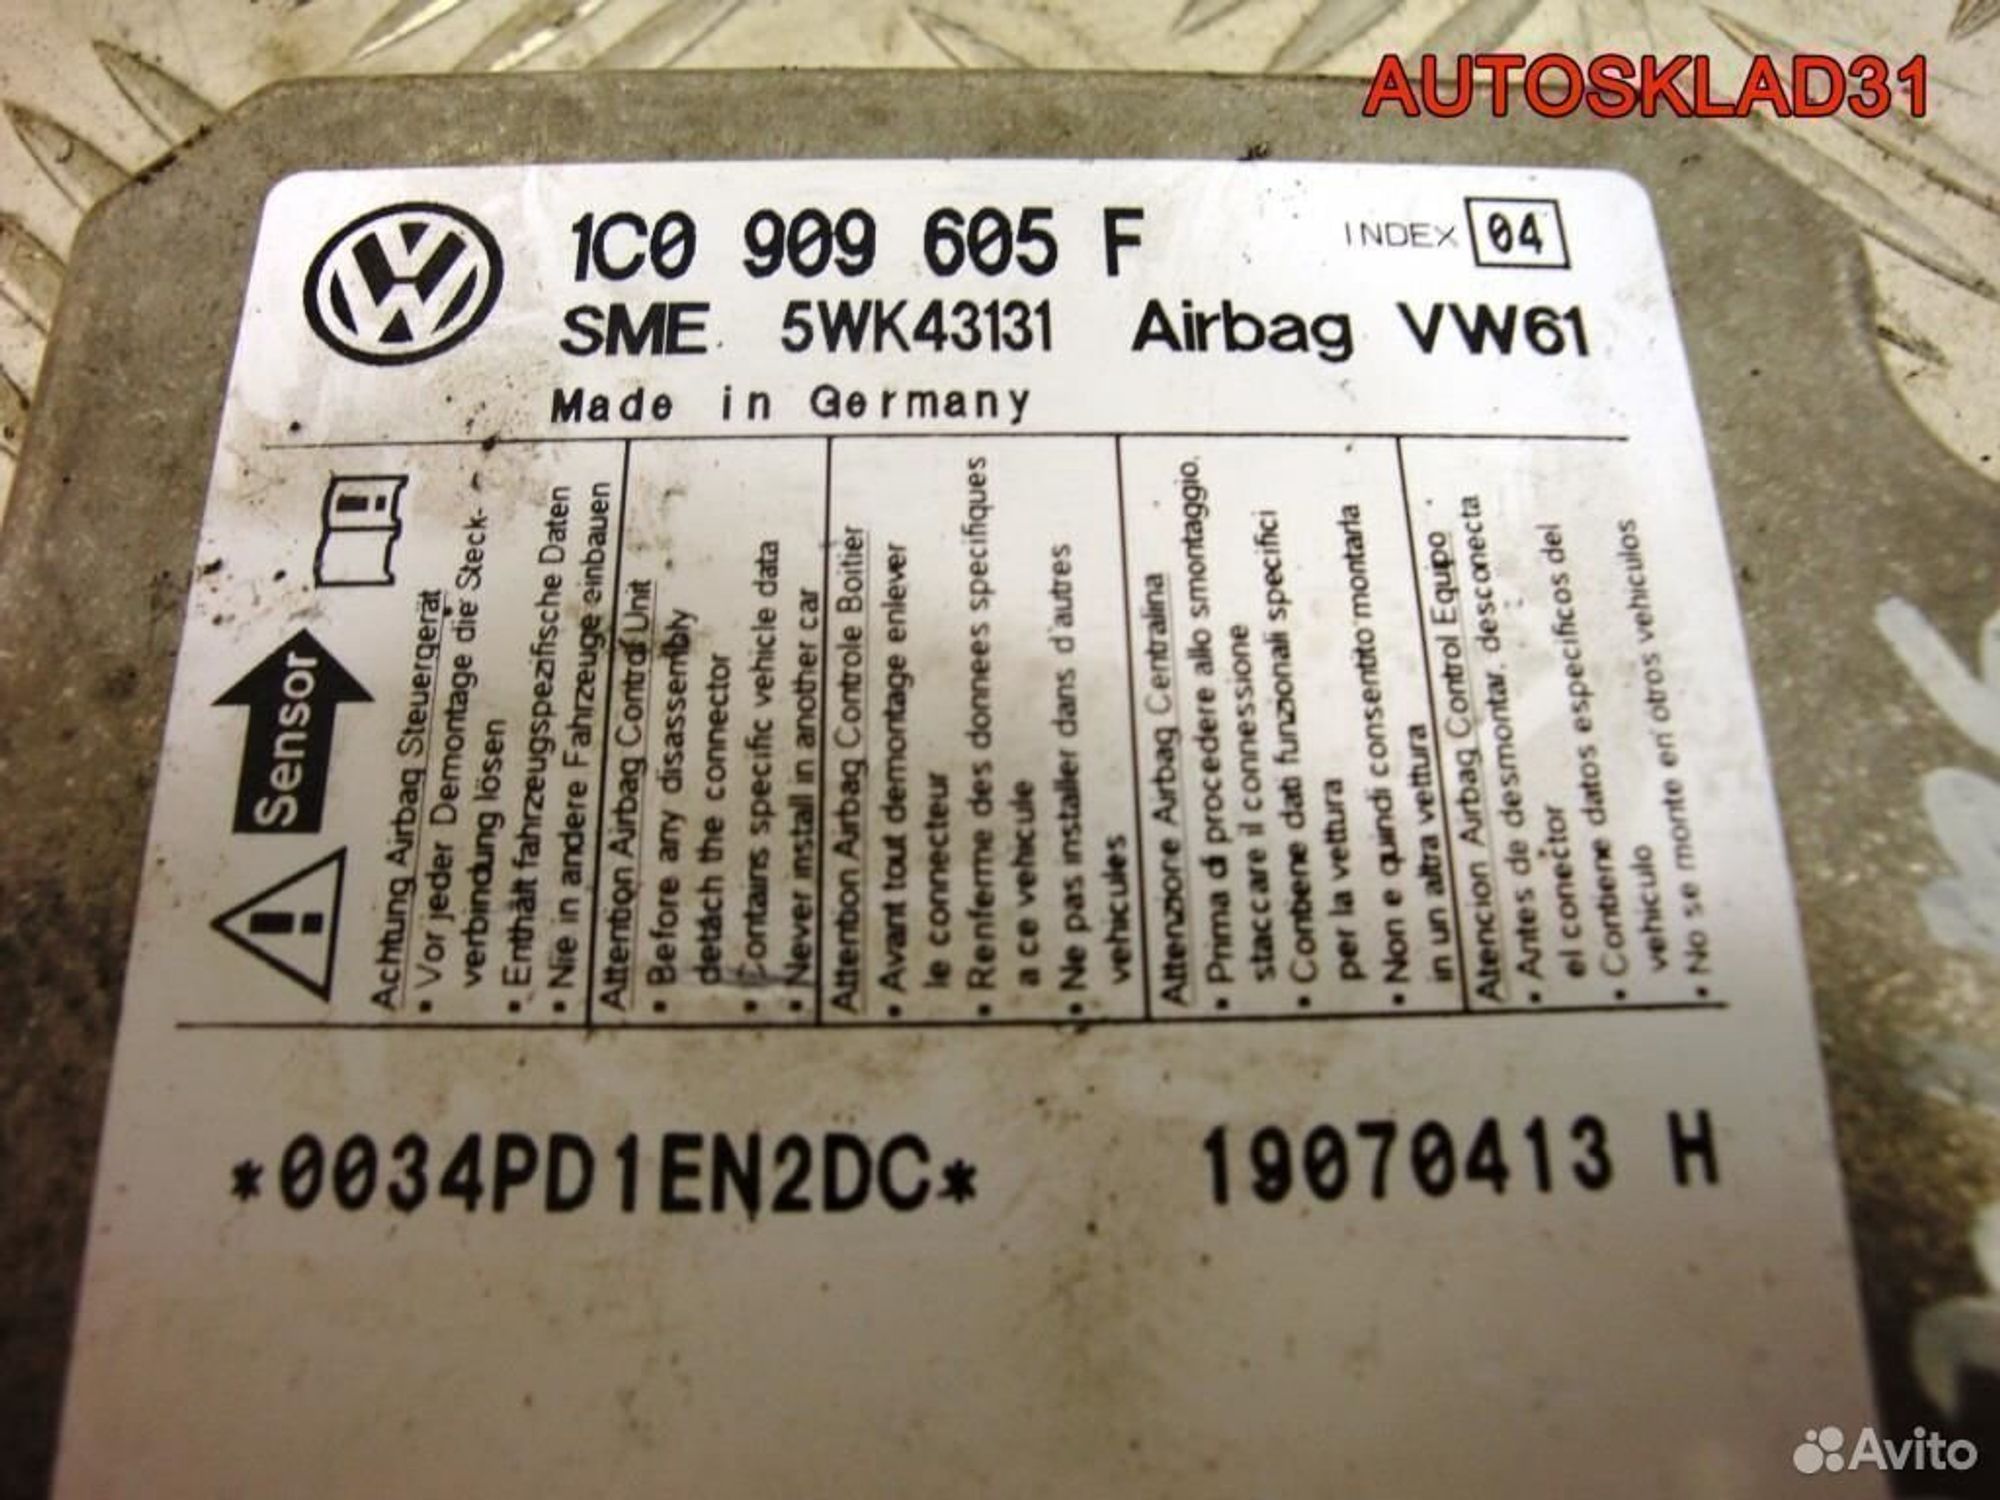 AUTOSKLAD31
1C0 909 605 F INDEX 04
SME 5WK43131 Airbag VW61
Made in Germany
Sensor
Achtung Airbag Steuergerät
• Vor jeder Demontage die Steck-
verbindung lösen
• Enthält fahrzeugspezifische Daten
• Nie in andere Fahrzeuge einbauen
Attention Airbag Control Unit
• Before any disassembly
detach the connector
• Contains specific vehicle data
• Never install in another car
Attention Airbag Controle Boitier
• Avant tout demontage enlever
le connecteur
• Renferme des donnees specifiques
a ce vehicule
• Ne pas installer dans d'autres
vehicules
Attenzione Airbag Centralina
• Prima di procedere allo smontaggio,
staccare il connessione
• Contiene dati funzionali specifici
per la vettura
• Non e quindi consentito montarla
in un altra vettura
Atencion Airbag Control Equipo
• Antes de desmontar, desconecta
el conector
• Contiene datos especificos del
vehiculo
• No se monte en otros vehiculos
*0034PD1EN2DC* 19070413 H
Avito